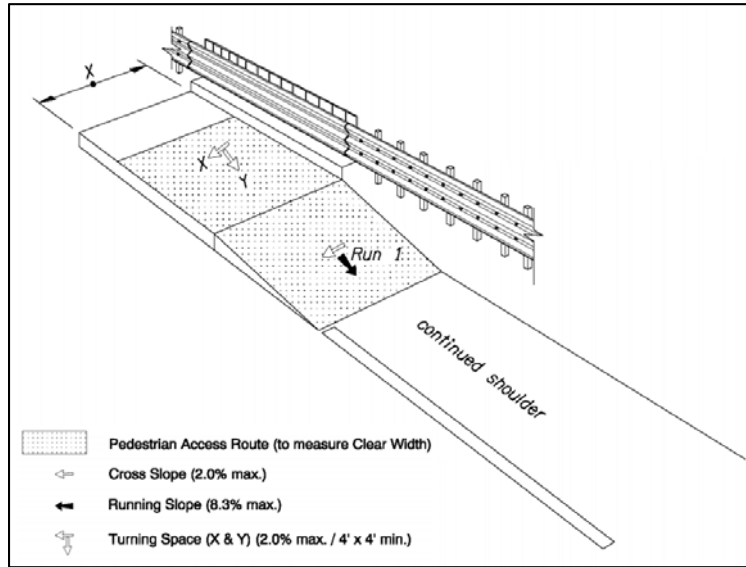 X
X
Y
Run 1
continued shoulder
Pedestrian Access Route (to measure Clear Width)
Cross Slope (2.0% max.)
Running Slope (8.3% max.)
Turning Space (X & Y) (2.0% max. / 4' x 4' min.)